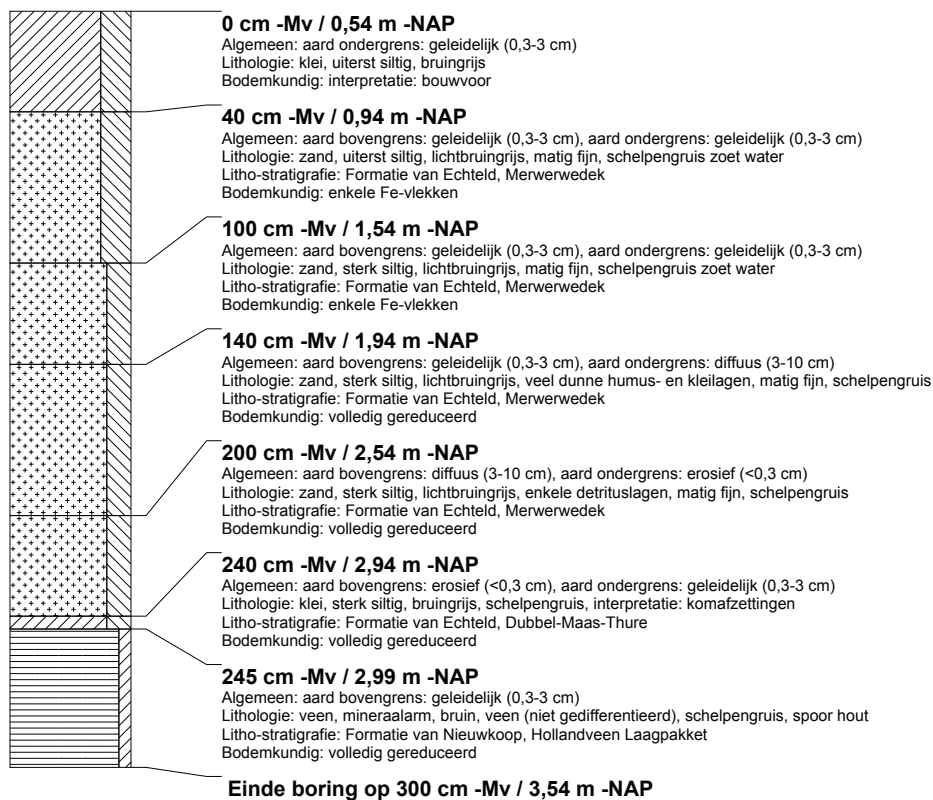 0 cm -Mv / 0,54 m -NAP
Algemeen: aard ondergrens: geleidelijk (0,3-3 cm)
Lithologie: klei, uiterst siltig, bruingrijs
Bodemkundig: interpretatie: bouwvoor
40 cm -Mv / 0,94 m -NAP
Algemeen: aard bovengrens: geleidelijk (0,3-3 cm), aard ondergrens: geleidelijk (0,3-3 cm)
Lithologie: zand, uiterst siltig, lichtbruingrijs, matig fijn, schelpengruis zoet water
Litho-stratigrafie: Formatie van Echteld, Merwerwedek
Bodemkundig: enkele Fe-vlekken
100 cm -Mv / 1,54 m -NAP
Algemeen: aard bovengrens: geleidelijk (0,3-3 cm), aard ondergrens: geleidelijk (0,3-3 cm)
Lithologie: zand, sterk siltig, lichtbruingrijs, matig fijn, schelpengruis zoet water
Litho-stratigrafie: Formatie van Echteld, Merwerwedek
Bodemkundig: enkele Fe-vlekken
140 cm -Mv / 1,94 m -NAP
Algemeen: aard bovengrens: geleidelijk (0,3-3 cm), aard ondergrens: diffuus (3-10 cm)
Lithologie: zand, sterk siltig, lichtbruingrijs, veel dunne humus- en kleilagen, matig fijn, schelpengruis
Litho-stratigrafie: Formatie van Echteld, Merwerwedek
Bodemkundig: volledig gereduceerd
200 cm -Mv / 2,54 m -NAP
Algemeen: aard bovengrens: diffuus (3-10 cm), aard ondergrens: erosief (<0,3 cm)
Lithologie: zand, sterk siltig, lichtbruingrijs, enkele detrituslagen, matig fijn, schelpengruis
Litho-stratigrafie: Formatie van Echteld, Merwerwedek
Bodemkundig: volledig gereduceerd
240 cm -Mv / 2,94 m -NAP
Algemeen: aard bovengrens: erosief (<0,3 cm), aard ondergrens: geleidelijk (0,3-3 cm)
Lithologie: klei, sterk siltig, bruingrijs, schelpengruis, interpretatie: komafzettingen
Litho-stratigrafie: Formatie van Echteld, Dubbel-Maas-Thure
Bodemkundig: volledig gereduceerd
245 cm -Mv / 2,99 m -NAP
Algemeen: aard bovengrens: geleidelijk (0,3-3 cm)
Lithologie: veen, mineraalarm, bruin, veen (niet gedifferentieerd), schelpengruis, spoor hout
Litho-stratigrafie: Formatie van Nieuwkoop, Hollandveen Laagpakket
Bodemkundig: volledig gereduceerd
Einde boring op 300 cm -Mv / 3,54 m -NAP